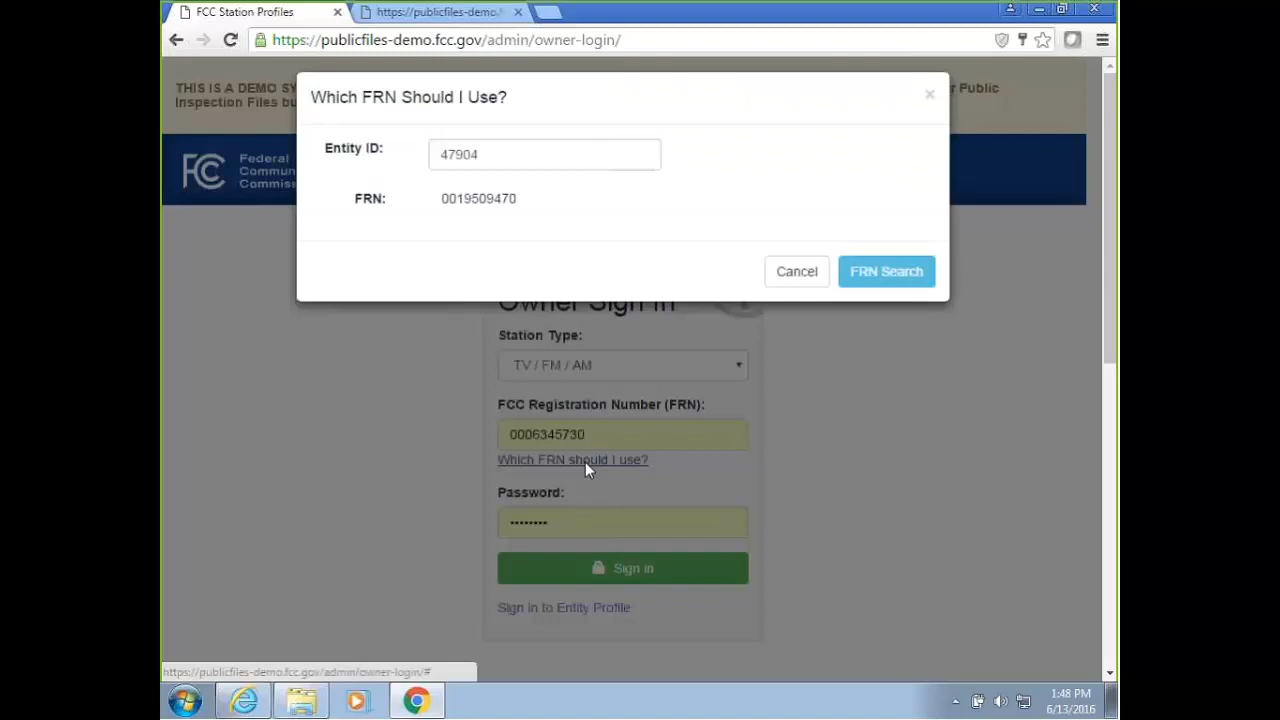 FCC Station Profiles
https://publicfiles-demo.
https://publicfiles-demo.fcc.gov/admin/owner-login/
THIS IS A DEMO Public
Inspection Files
Which FRN Should I Use?
×
Entity ID: 47904
FRN: 0019509470
Cancel FRN Search
FCC
Federal
Commun
Commis
Owner Sign In
Station Type:
TV / FM / AM
FCC Registration Number (FRN):
0006345730
Which FRN should I use?
Password:
••••••••
Sign in
Sign in to Entity Profile
https://publicfiles-demo.fcc.gov/admin/owner-login/#
1:48 PM
6/13/2016